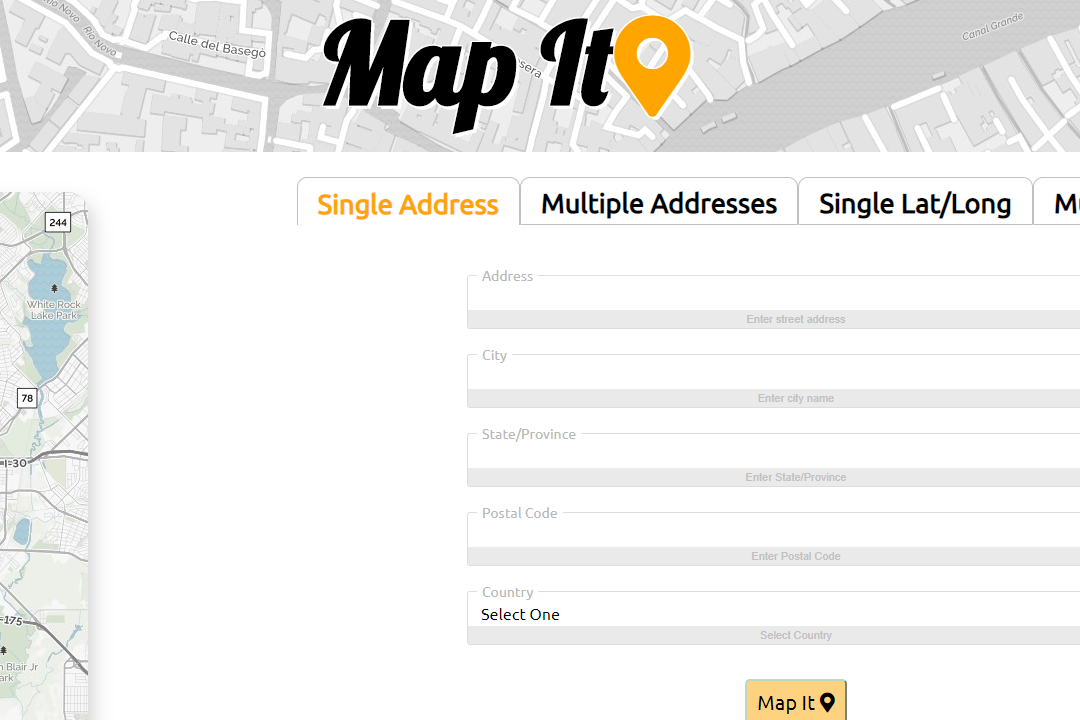 Rio Novo
Rio Novo
Calle del Basegò
Canal Grande
Map It
Single Address
Multiple Addresses
Single Lat/Long
244
White Rock
Lake Park
78
I-30
Address
Enter street address
City
Enter city name
State/Province
Enter State/Province
Postal Code
Enter Postal Code
Country
Select One
Select Country
Map It
-175
n Blair Jr
ark